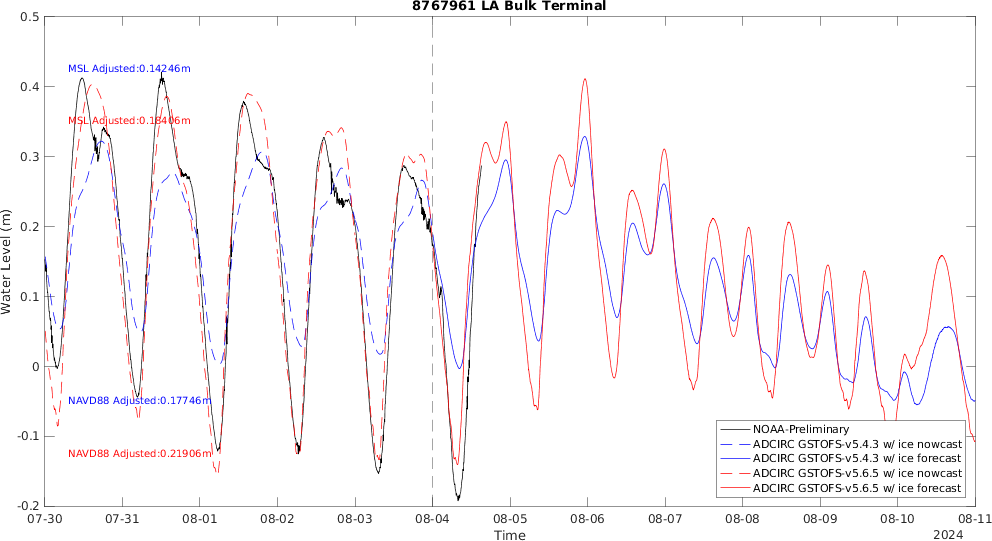 8767961 LA Bulk Terminal
0.5
0.4
0.3
0.2
0.1
0
-0.1
-0.2
Water Level (m)
MSL Adjusted:0.14246m
MSL Adjusted:0.18406m
NAVD88 Adjusted:0.17746m
NAVD88 Adjusted:0.21906m
NOAA-Preliminary
ADCIRC GSTOFS-v5.4.3 w/ ice nowcast
ADCIRC GSTOFS-v5.4.3 w/ ice forecast
ADCIRC GSTOFS-v5.6.5 w/ ice nowcast
ADCIRC GSTOFS-v5.6.5 w/ ice forecast
07-30 07-31 08-01 08-02 08-03 08-04 08-05 08-06 08-07 08-08 08-09 08-10 08-11
Time
2024